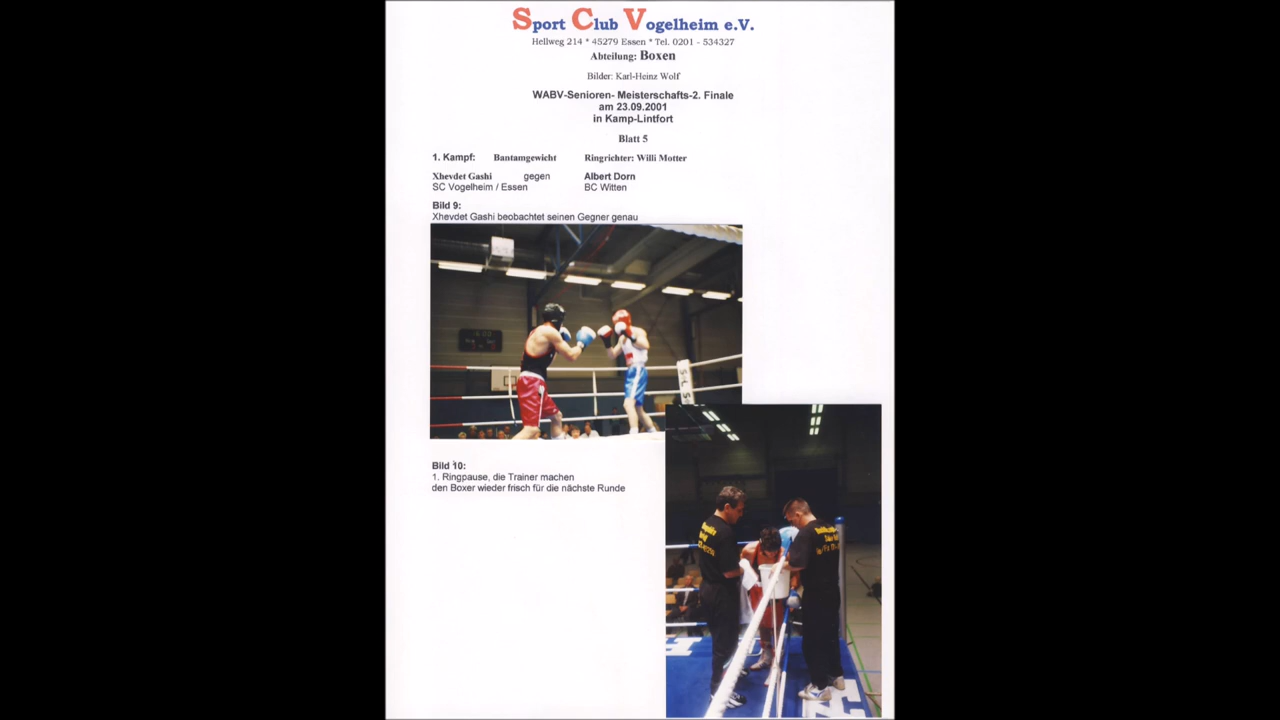 Sport Club Vogelheim e.V.
Hellweg 214 * 45279 Essen * Tel. 0201 - 534327
Abteilung: Boxen
Bilder: Karl-Heinz Wolf
WABV-Senioren- Meisterschafts-2. Finale
am 23.09.2001
in Kamp-Lintfort
Blatt 5
1. Kampf: Bantamgewicht Ringrichter: Willi Motter
Xhevdet Gashi gegen Albert Dorn
SC Vogelheim / Essen BC Witten
Bild 9:
Xhevdet Gashi beobachtet seinen Gegner genau
Bild 10:
1. Ringpause, die Trainer machen
den Boxer wieder frisch für die nächste Runde